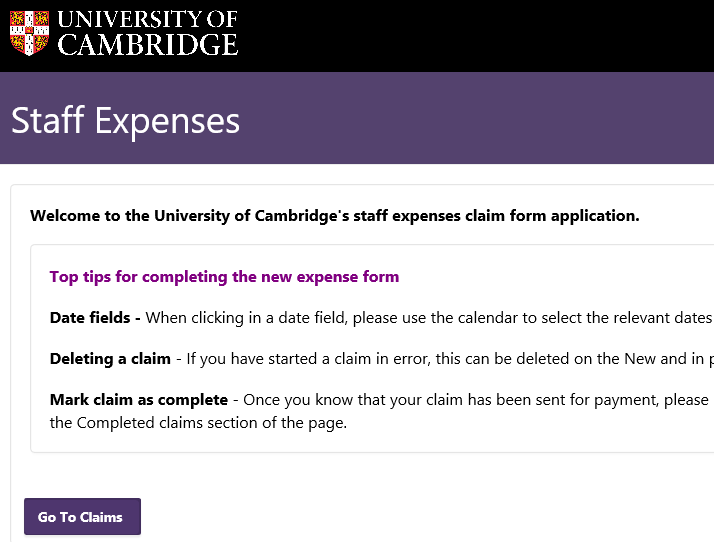 UNIVERSITY OF
CAMBRIDGE
Staff Expenses
Welcome to the University of Cambridge's staff expenses claim form application.
Top tips for completing the new expense form
Date fields - When clicking in a date field, please use the calendar to select the relevant dates
Deleting a claim - If you have started a claim in error, this can be deleted on the New and in
Mark claim as complete - Once you know that your claim has been sent for payment, please
the Completed claims section of the page.
Go To Claims